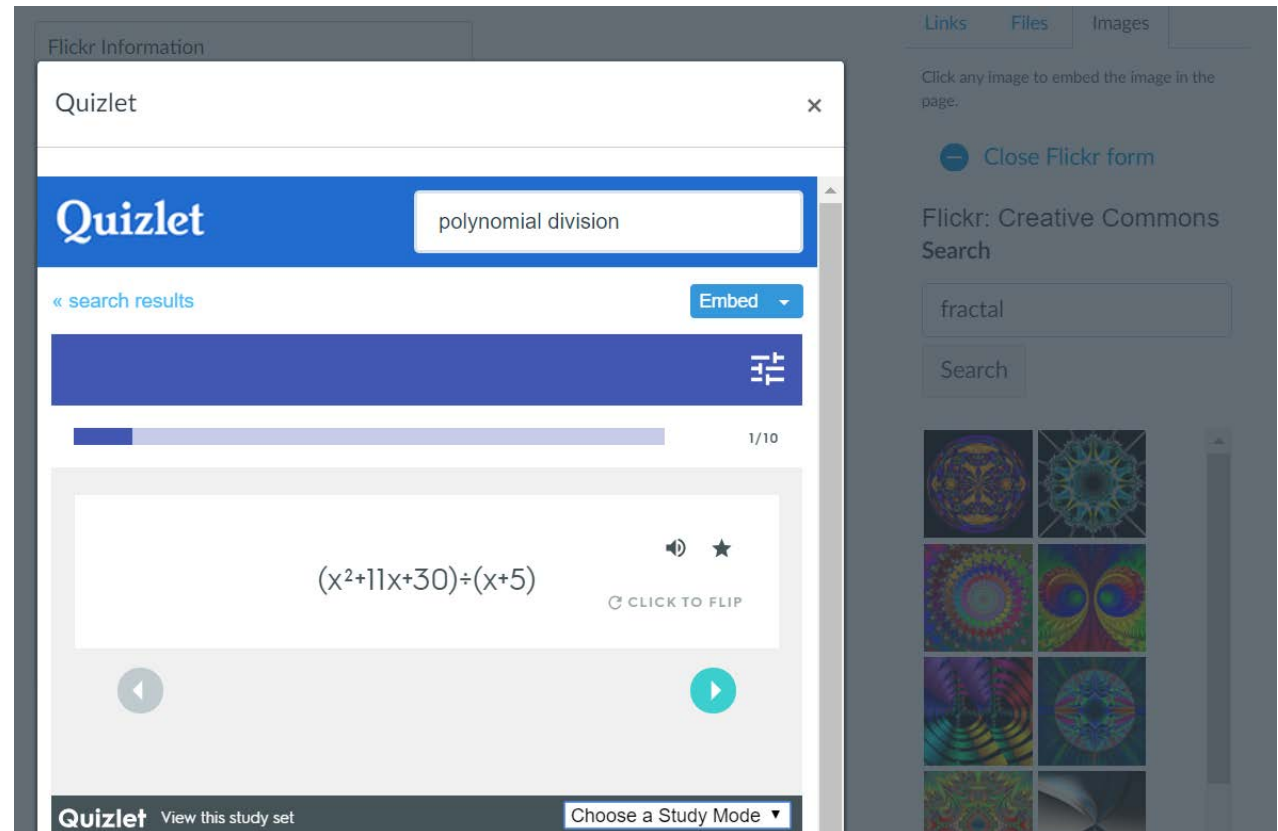 Flickr Information
Quizlet
×
Quizlet
polynomial division
« search results
Embed
1/10
(x²+11x+30)÷(x+5)
CLICK TO FLIP
Quizlet View this study set
Choose a Study Mode
Links Files Images
Click any image to embed the image in the
page.
Close Flickr form
Flickr: Creative Commons
Search
fractal
Search